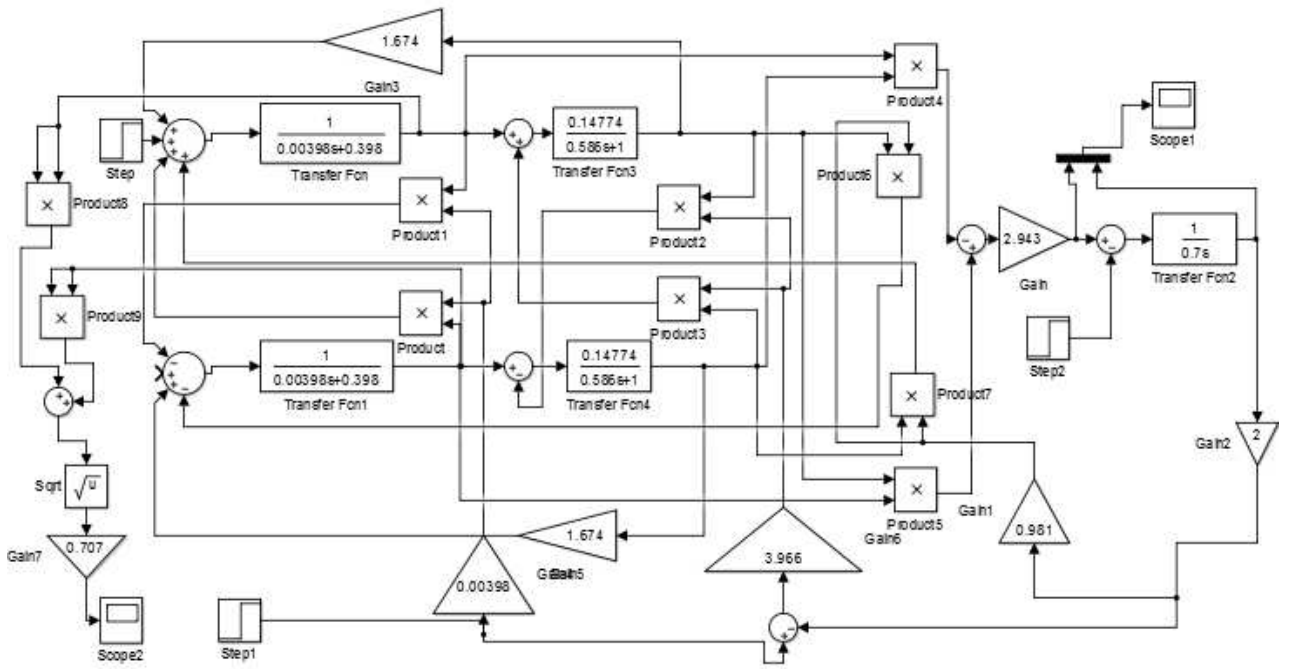 1.674
Gain3
Product4
Step
1
0.00398s+0.398
Transfer Fcn
0.14774
0.586s+1
Transfer Fcn3
Scope1
Product6
Product8
Product1
Product2
2.943
Gain
1
0.7s
Transfer Fcn2
Product9
Product
Product3
Step2
1
0.00398s+0.398
Transfer Fcn1
0.14774
0.586s+1
Transfer Fcn4
Product7
2
Gain2
Sqrt
√u
Product5
Gain1
0.981
Gain7
0.707
1.674
Gain6
3.966
0.00398
Scope2
Step1